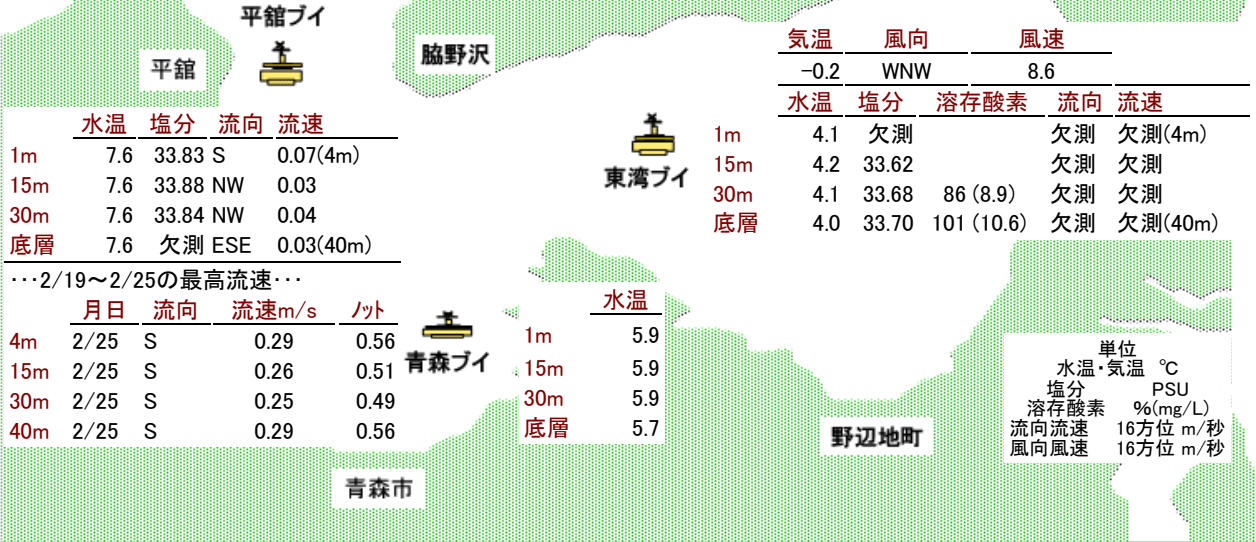 平舘ブイ
平舘
脇野沢
気温 風向 風速
-0.2 WNW 8.6
水温 塩分 溶存酸素 流向 流速
1m 4.1 欠測 欠測 欠測(4m)
15m 4.2 33.62 欠測 欠測
30m 4.1 33.68 86 (8.9) 欠測 欠測
底層 4.0 33.70 101 (10.6) 欠測 欠測(40m)
東湾ブイ
水温 塩分 流向 流速
1m 7.6 33.83 S 0.07(4m)
15m 7.6 33.88 NW 0.03
30m 7.6 33.84 NW 0.04
底層 7.6 欠測 ESE 0.03(40m)
･･･2/19～2/25の最高流速･･･
月日 流向 流速m/s ﾉｯﾄ
4m 2/25 S 0.29 0.56
15m 2/25 S 0.26 0.51
30m 2/25 S 0.25 0.49
40m 2/25 S 0.29 0.56
青森ブイ
水温
1m 5.9
15m 5.9
30m 5.9
底層 5.7
単位
水温・気温 ℃
塩分 PSU
溶存酸素 %(mg/L)
流向流速 16方位 m/秒
風向風速 16方位 m/秒
野辺地町
青森市